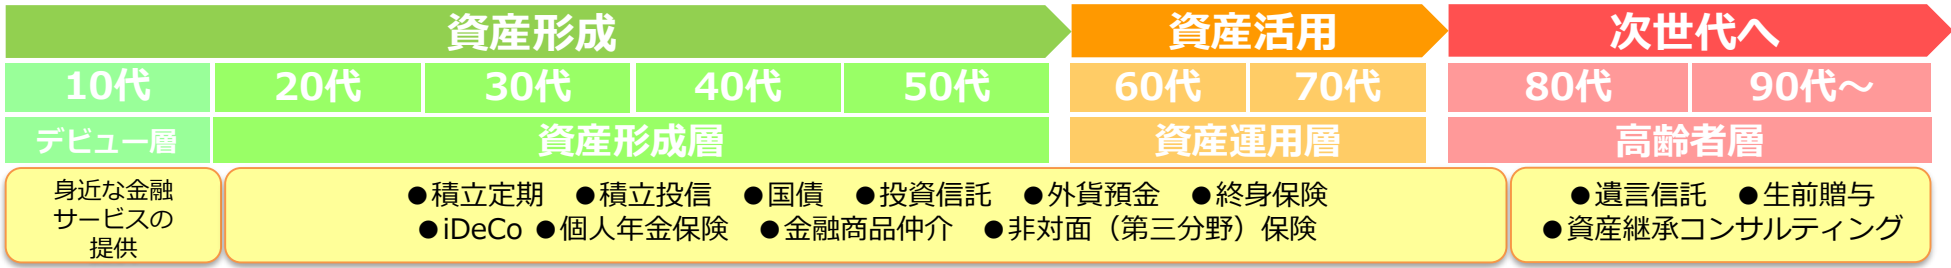 資産形成 資産活用 次世代へ
10代 20代 30代 40代 50代 60代 70代 80代 90代～
デビュー層 資産形成層 資産運用層 高齢者層
身近な金融
サービスの
提供
●積立定期 ●積立投信 ●国債 ●投資信託 ●外貨預金 ●終身保険
●iDeCo ●個人年金保険 ●金融商品仲介 ●非対面（第三分野）保険
●遺言信託 ●生前贈与
●資産継承コンサルティング